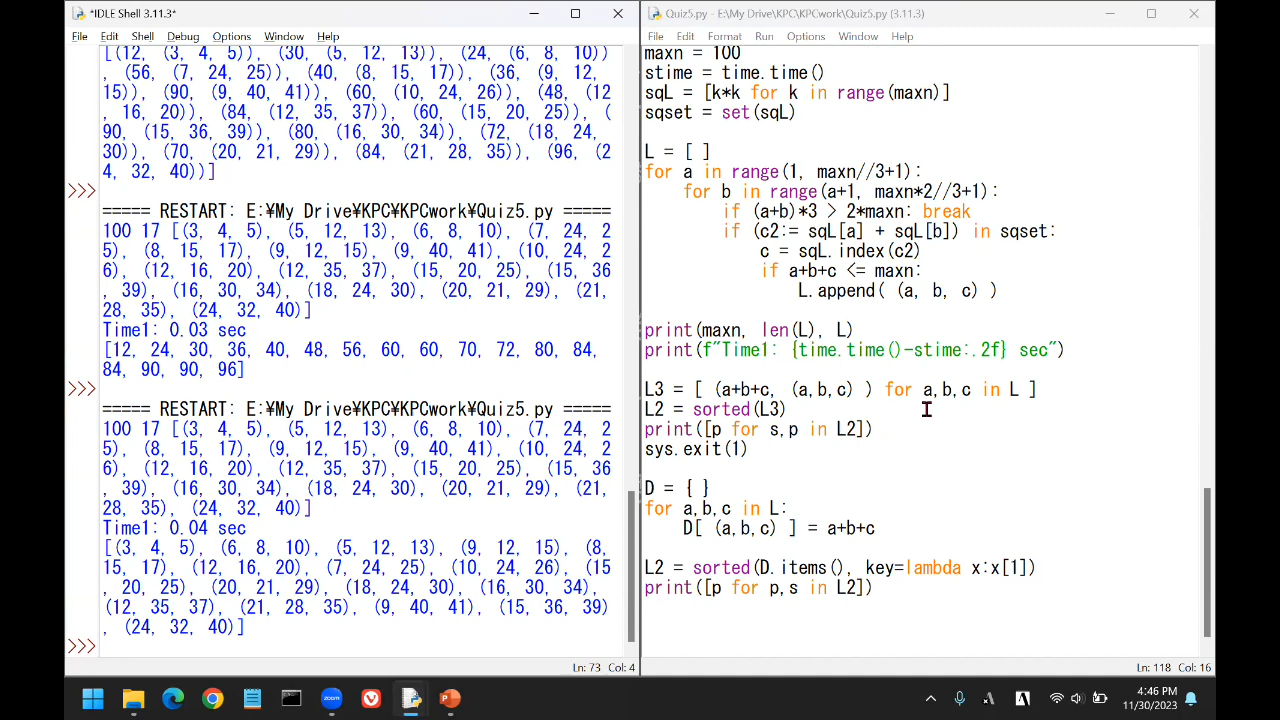 *IDLE Shell 3.11.3*
File Edit Shell Debug Options Window Help
[(12, (3, 4, 5)), (30, (5, 12, 13)), (24, (6, 8, 10))
, (56, (7, 24, 25)), (40, (8, 15, 17)), (36, (9, 12,
15)), (90, (9, 40, 41)), (60, (10, 24, 26)), (48, (12
, 16, 20)), (84, (12, 35, 37)), (60, (15, 20, 25)), (
90, (15, 36, 39)), (80, (16, 30, 34)), (72, (18, 24,
30)), (70, (20, 21, 29)), (84, (21, 28, 35)), (96, (2
4, 32, 40))]
>>>
===== RESTART: E:¥My Drive¥KPC¥KPCwork¥Quiz5.py =====
100 17 [(3, 4, 5), (5, 12, 13), (6, 8, 10), (7, 24, 2
5), (8, 15, 17), (9, 12, 15), (9, 40, 41), (10, 24, 2
6), (12, 16, 20), (12, 35, 37), (15, 20, 25), (15, 36
, 39), (16, 30, 34), (18, 24, 30), (20, 21, 29), (21,
28, 35), (24, 32, 40)]
Time1: 0.03 sec
[12, 24, 30, 36, 40, 48, 56, 60, 60, 70, 72, 80, 84,
84, 90, 90, 96]
>>>
===== RESTART: E:¥My Drive¥KPC¥KPCwork¥Quiz5.py =====
100 17 [(3, 4, 5), (5, 12, 13), (6, 8, 10), (7, 24, 2
5), (8, 15, 17), (9, 12, 15), (9, 40, 41), (10, 24, 2
6), (12, 16, 20), (12, 35, 37), (15, 20, 25), (15, 36
, 39), (16, 30, 34), (18, 24, 30), (20, 21, 29), (21,
28, 35), (24, 32, 40)]
Time1: 0.04 sec
[(3, 4, 5), (6, 8, 10), (5, 12, 13), (9, 12, 15), (8,
15, 17), (12, 16, 20), (7, 24, 25), (10, 24, 26), (15
, 20, 25), (20, 21, 29), (18, 24, 30), (16, 30, 34),
(12, 35, 37), (21, 28, 35), (9, 40, 41), (15, 36, 39)
, (24, 32, 40)]
>>>
Ln: 73 Col: 4
Quiz5.py - E:\My Drive\KPC\KPCwork\Quiz5.py (3.11.3)
File Edit Format Run Options Window Help
maxn = 100
stime = time.time()
sqL = [k*k for k in range(maxn)]
sqset = set(sqL)
L = [ ]
for a in range(1, maxn//3+1):
for b in range(a+1, maxn*2//3+1):
if (a+b)*3 > 2*maxn: break
if (c2:= sqL[a] + sqL[b]) in sqset:
c = sqL.index(c2)
if a+b+c <= maxn:
L.append( (a, b, c) )
print(maxn, len(L), L)
print(f"Time1: {time.time()-stime:.2f} sec")
L3 = [ (a+b+c, (a,b,c) ) for a,b,c in L ]
L2 = sorted(L3)
print([p for s,p in L2])
sys.exit(1)
D = { }
for a,b,c in L:
D[ (a,b,c) ] = a+b+c
L2 = sorted(D.items(), key=lambda x:x[1])
print([p for p,s in L2])
Ln: 118 Col: 16
zoom
A
4:46 PM
11/30/2023